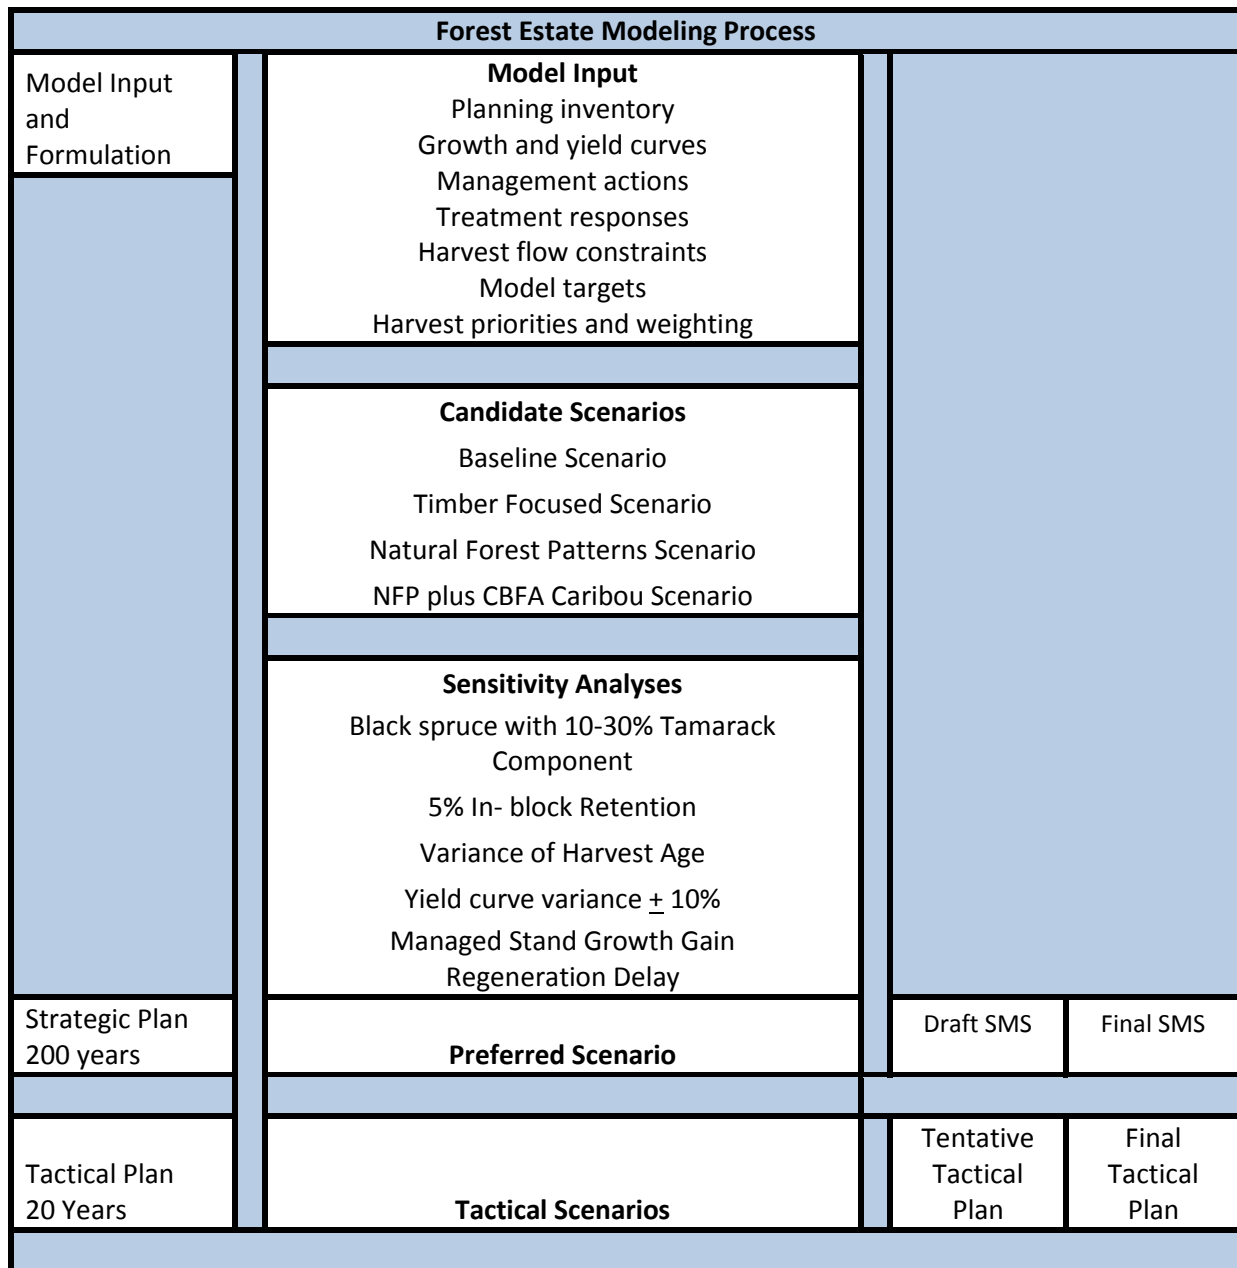 Forest Estate Modeling Process
Model Input
and
Formulation
Model Input
Planning inventory
Growth and yield curves
Management actions
Treatment responses
Harvest flow constraints
Model targets
Harvest priorities and weighting
Candidate Scenarios
Baseline Scenario
Timber Focused Scenario
Natural Forest Patterns Scenario
NFP plus CBFA Caribou Scenario
Sensitivity Analyses
Black spruce with 10-30% Tamarack
Component
5% In- block Retention
Variance of Harvest Age
Yield curve variance ± 10%
Managed Stand Growth Gain
Regeneration Delay
Strategic Plan
200 years
Preferred Scenario
Draft SMS
Final SMS
Tactical Plan
20 Years
Tactical Scenarios
Tentative
Tactical
Plan
Final
Tactical
Plan